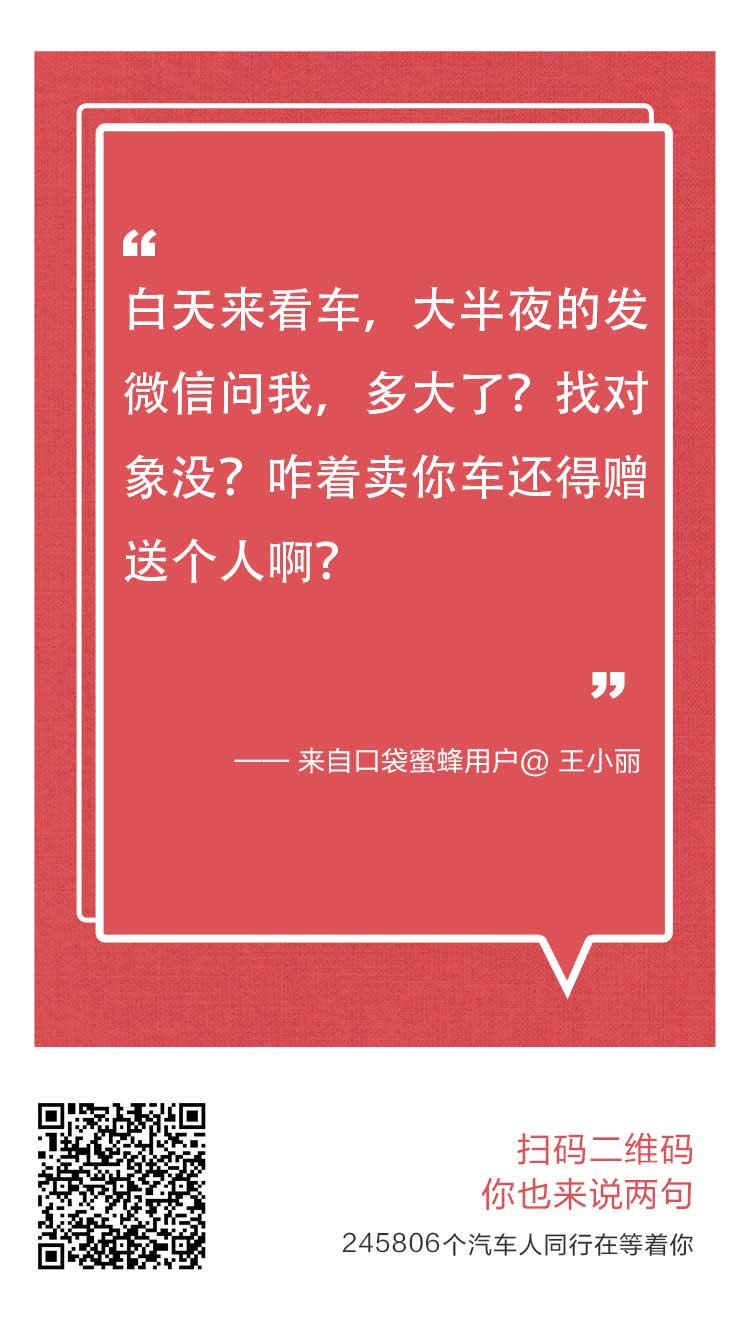 “
白天来看车，大半夜的发
微信问我，多大了？找对
象没？咋着卖你车还得赠
送个人啊？
”
—— 来自口袋蜜蜂用户@ 王小丽
扫码二维码
你也来说两句
245806个汽车人同行在等着你